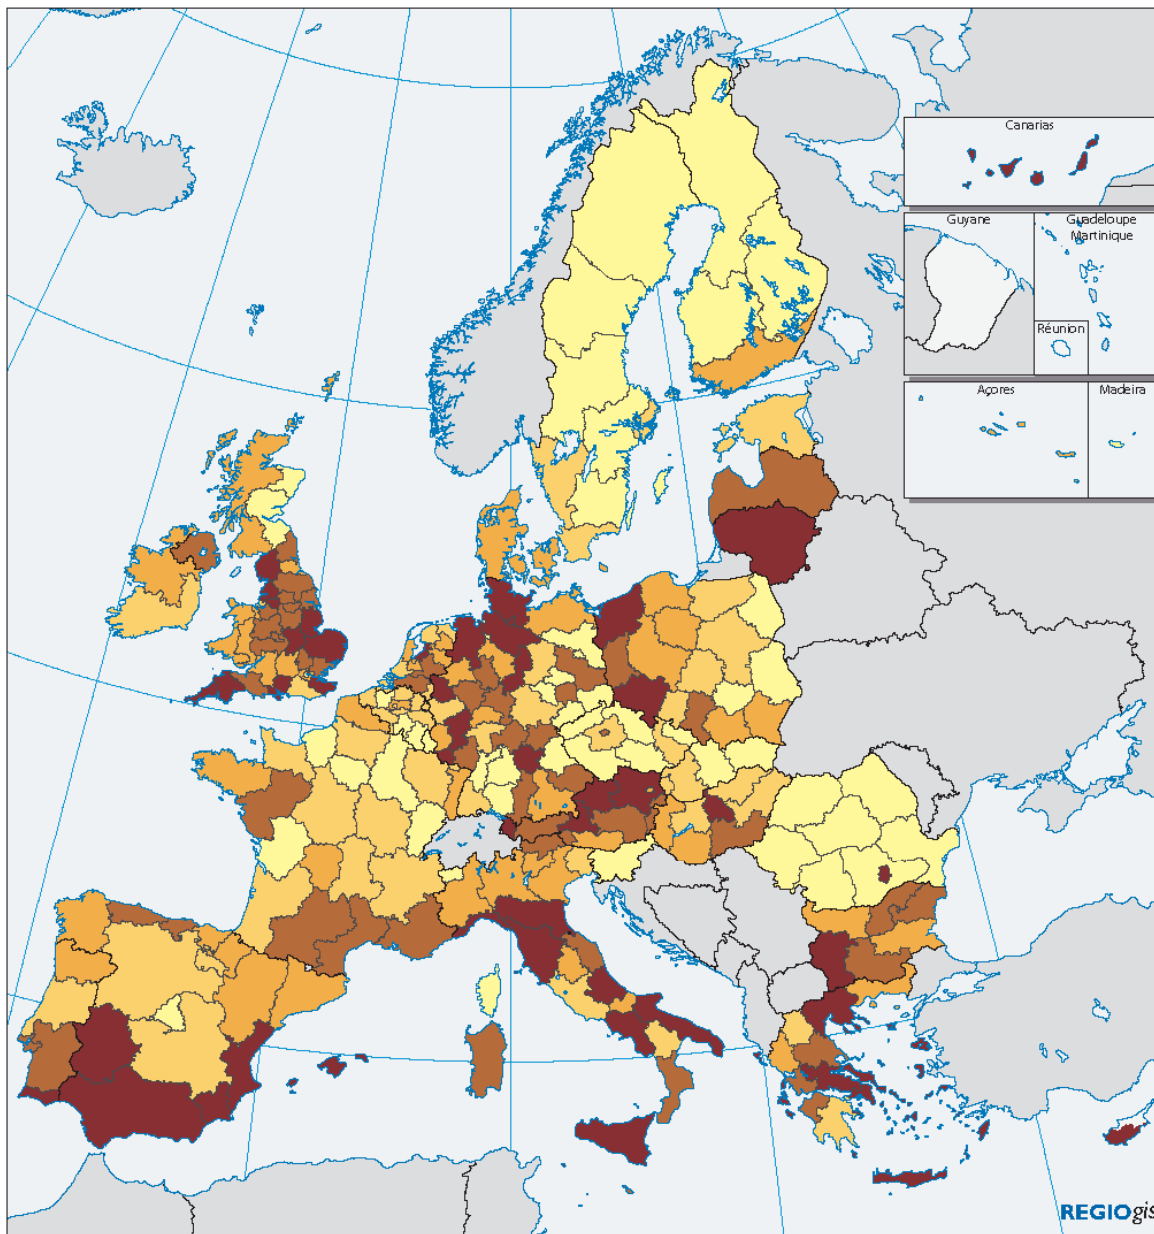 Canarias
Guyane
Guadeloupe
Martinique
Réunion
Açores
Madeira
REGIOgis